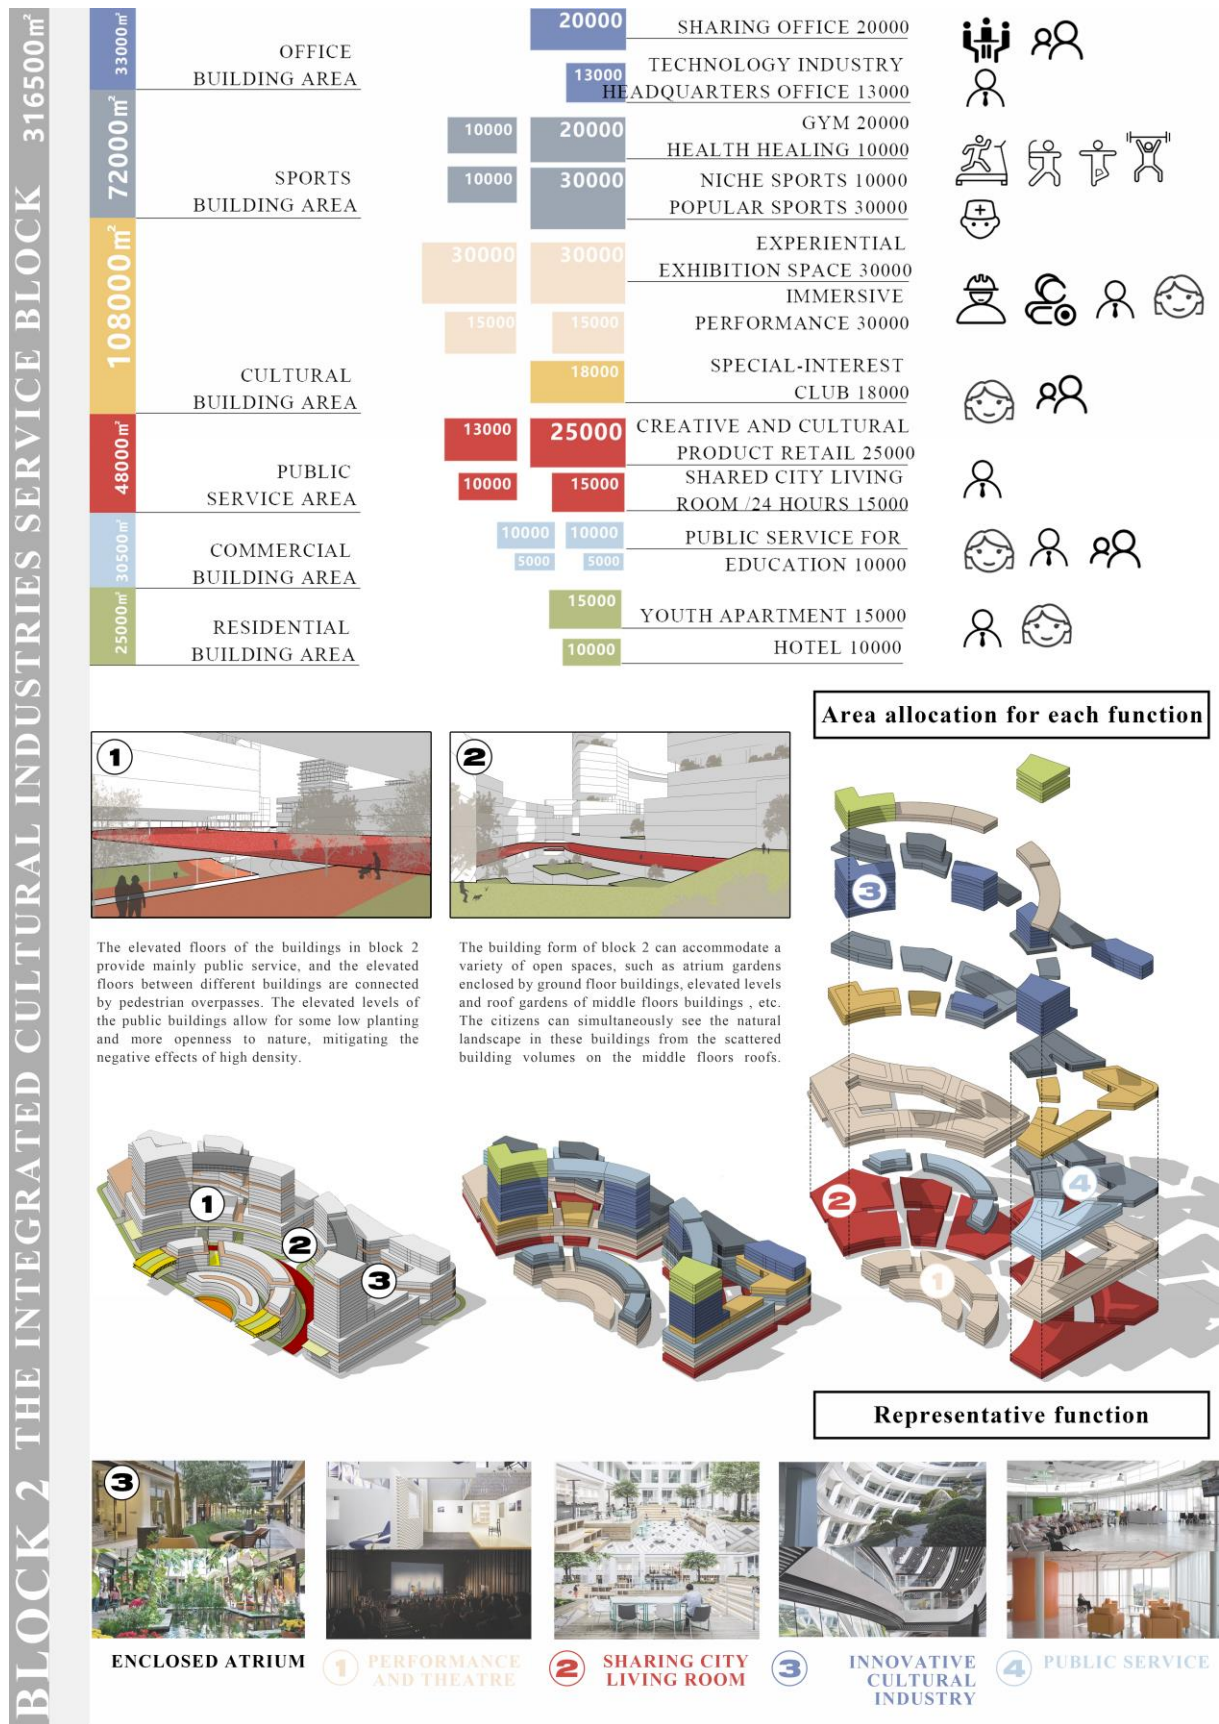 BLOCK 2 THE INTEGRATED CULTURAL INDUSTRIES SERVICE BLOCK 316500m²
33000m²
OFFICE
BUILDING AREA
20000
SHARING OFFICE 20000
13000
TECHNOLOGY INDUSTRY
HEADQUARTERS OFFICE 13000
72000m²
SPORTS
BUILDING AREA
10000
20000
GYM 20000
HEALTH HEALING 10000
10000
30000
NICHE SPORTS 10000
POPULAR SPORTS 30000
108000m²
CULTURAL
BUILDING AREA
30000
30000
EXPERIENTIAL
EXHIBITION SPACE 30000
15000
15000
IMMERSIVE
PERFORMANCE 30000
18000
SPECIAL-INTEREST
CLUB 18000
48000m²
PUBLIC
SERVICE AREA
13000
25000
CREATIVE AND CULTURAL
PRODUCT RETAIL 25000
10000
15000
SHARED CITY LIVING
ROOM /24 HOURS 15000
30500m²
COMMERCIAL
BUILDING AREA
10000
10000
5000
5000
PUBLIC SERVICE FOR
EDUCATION 10000
25000m²
RESIDENTIAL
BUILDING AREA
15000
YOUTH APARTMENT 15000
10000
HOTEL 10000
Area allocation for each function
1
2
The elevated floors of the buildings in block 2
provide mainly public service, and the elevated
floors between different buildings are connected
by pedestrian overpasses. The elevated levels of
the public buildings allow for some low planting
and more openness to nature, mitigating the
negative effects of high density.
The building form of block 2 can accommodate a
variety of open spaces, such as atrium gardens
enclosed by ground floor buildings, elevated levels
and roof gardens of middle floors buildings , etc.
The citizens can simultaneously see the natural
landscape in these buildings from the scattered
building volumes on the middle floors roofs.
1
2
3
3
2
4
1
Representative function
3
ENCLOSED ATRIUM
1 PERFORMANCE
AND THEATRE
2 SHARING CITY
LIVING ROOM
3 INNOVATIVE
CULTURAL
INDUSTRY
4 PUBLIC SERVICE